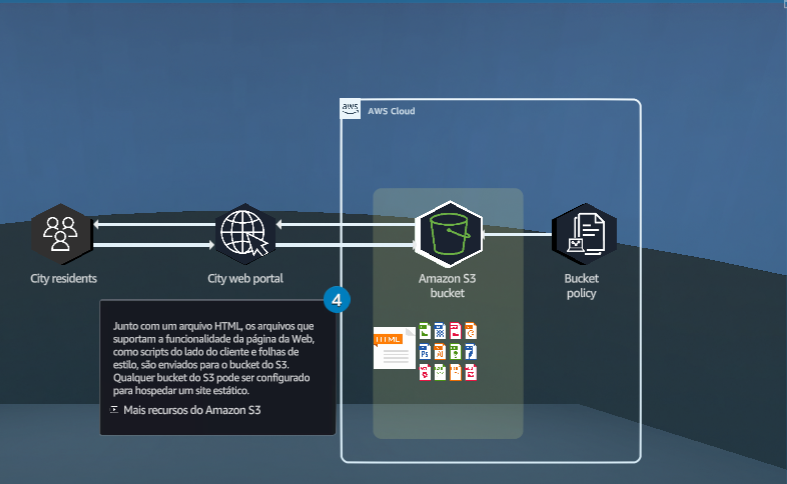 aws
AWS Cloud
City residents
City web portal
Amazon S3
bucket
Bucket
policy
4
Junto com um arquivo HTML, os arquivos que
suportam a funcionalidade da página da Web,
como scripts do lado do cliente e folhas de
estilo, são enviados para o bucket do S3.
Qualquer bucket do S3 pode ser configurado
para hospedar um site estático.
Mais recursos do Amazon S3
HTML
Ps
Ai